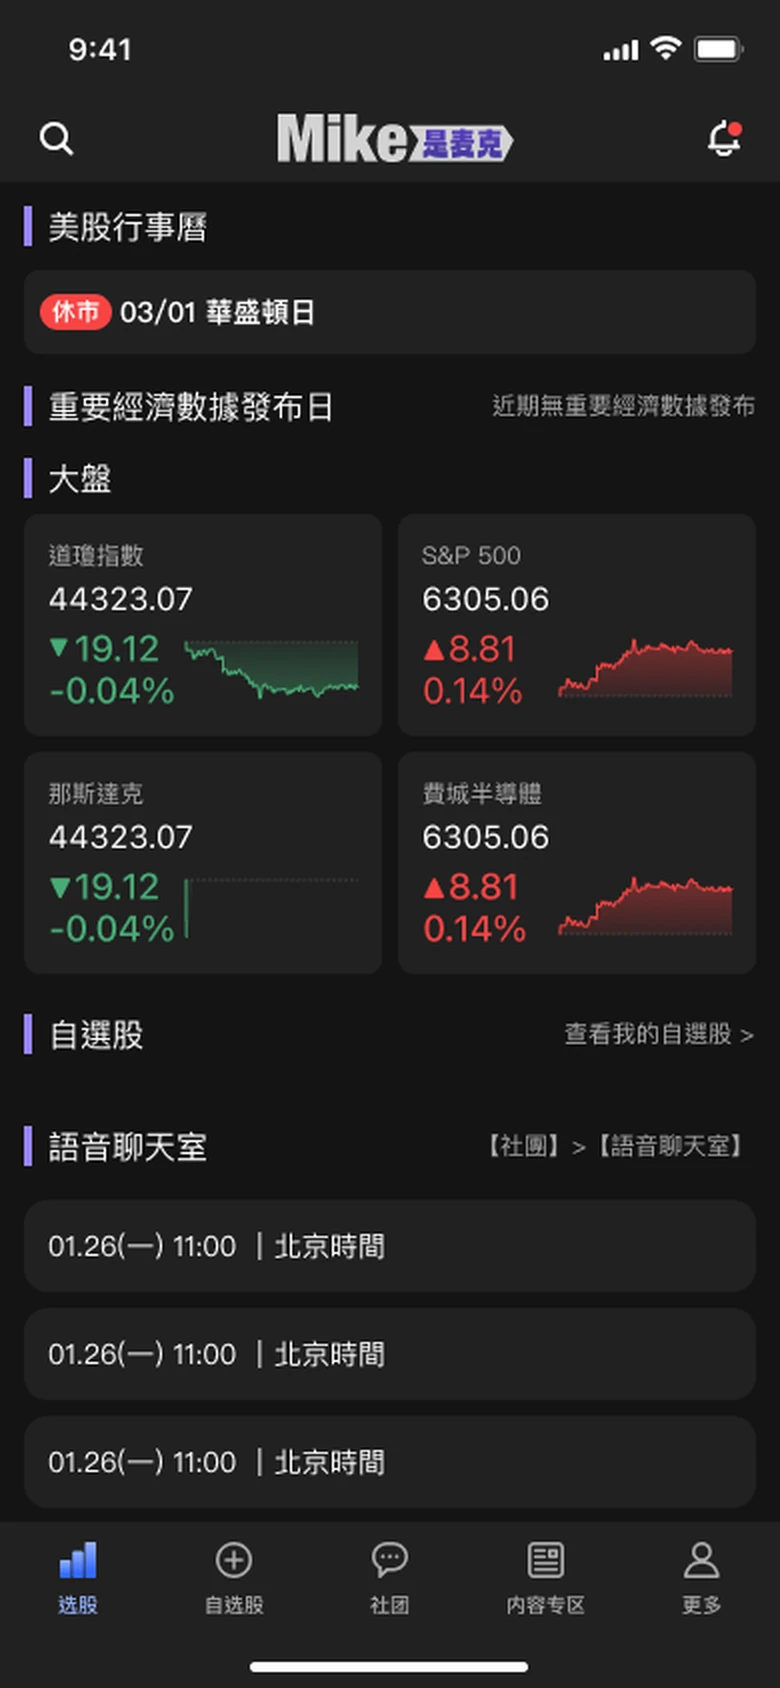 9:41
Mike是麦克
美股行事曆
休市 03/01 華盛頓日
重要經濟數據發布日 近期無重要經濟數據發布
大盤
道瓊指數
44323.07
▼19.12
-0.04%
S&P 500
6305.06
▲8.81
0.14%
那斯達克
44323.07
▼19.12
-0.04%
費城半導體
6305.06
▲8.81
0.14%
自選股 查看我的自選股 >
語音聊天室 【社團】>【語音聊天室】
01.26(一) 11:00 ｜北京時間
01.26(一) 11:00 ｜北京時間
01.26(一) 11:00 ｜北京時間
选股 自选股 社团 内容专区 更多